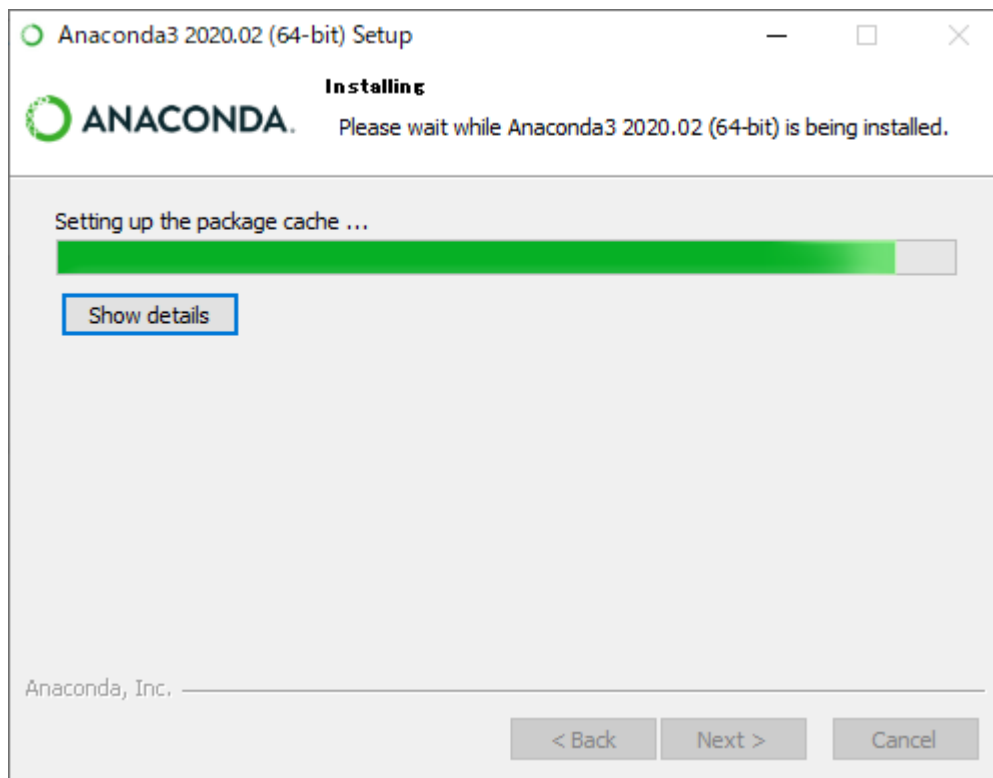 Anaconda3 2020.02 (64-bit) Setup
Installing
ANACONDA.
Please wait while Anaconda3 2020.02 (64-bit) is being installed.
Setting up the package cache ...
Show details
Anaconda, Inc.
< Back Next > Cancel